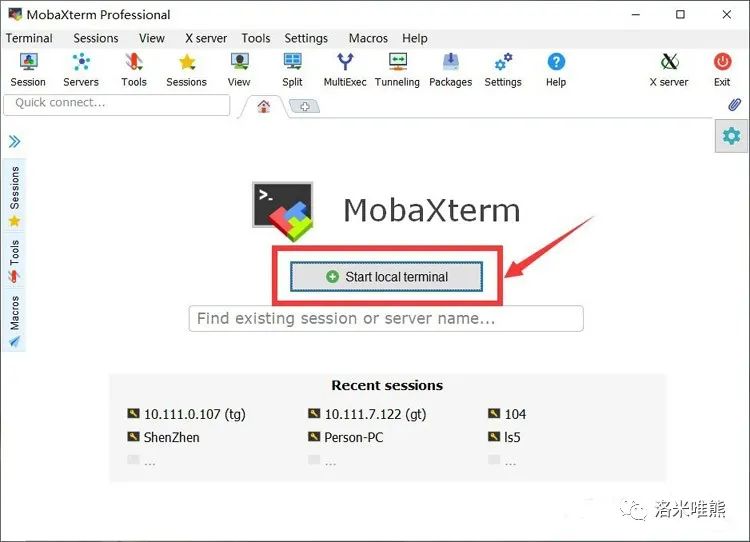 MobaXterm Professional
Terminal Sessions View X server Tools Settings Macros Help
Session Servers Tools Sessions View Split MultiExec Tunneling Packages Settings Help X server Exit
Quick connect...
Sessions
Tools
Macros
>_
MobaXterm
Start local terminal
Find existing session or server name...
Recent sessions
10.111.0.107 (tg) 10.111.7.122 (gt) 104
ShenZhen Person-PC ls5
... ... ...
洛米唯熊